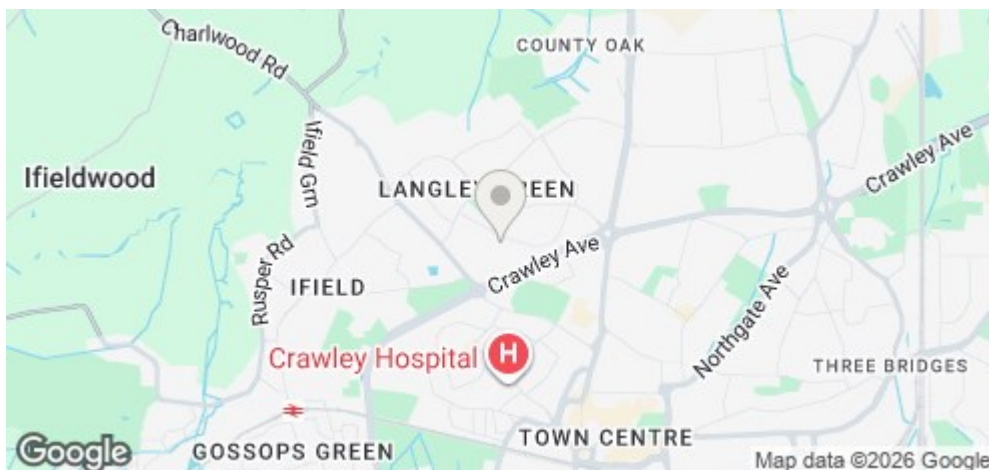 Charlwood Rd
COUNTY OAK
Ifield Grn
Crawley Ave
Ifieldwood
LANGLEY GREEN
Rusper Rd
Crawley Ave
IFIELD
Northgate Ave
Crawley Hospital
H
THREE BRIDGES
TOWN CENTRE
GOSSOPS GREEN
Google
Map data ©2026 Google